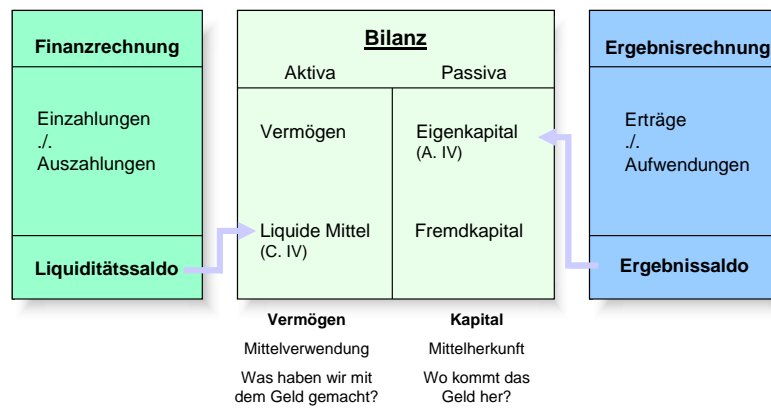 Finanzrechnung
Einzahlungen
./.
Auszahlungen
Liquiditätssaldo
Bilanz
Aktiva Passiva
Vermögen Eigenkapital
(A. IV)
Liquide Mittel Fremdkapital
(C. IV)
Ergebnisrechnung
Erträge
./.
Aufwendungen
Ergebnissaldo
Vermögen
Mittelverwendung
Was haben wir mit
dem Geld gemacht?
Kapital
Mittelherkunft
Wo kommt das
Geld her?